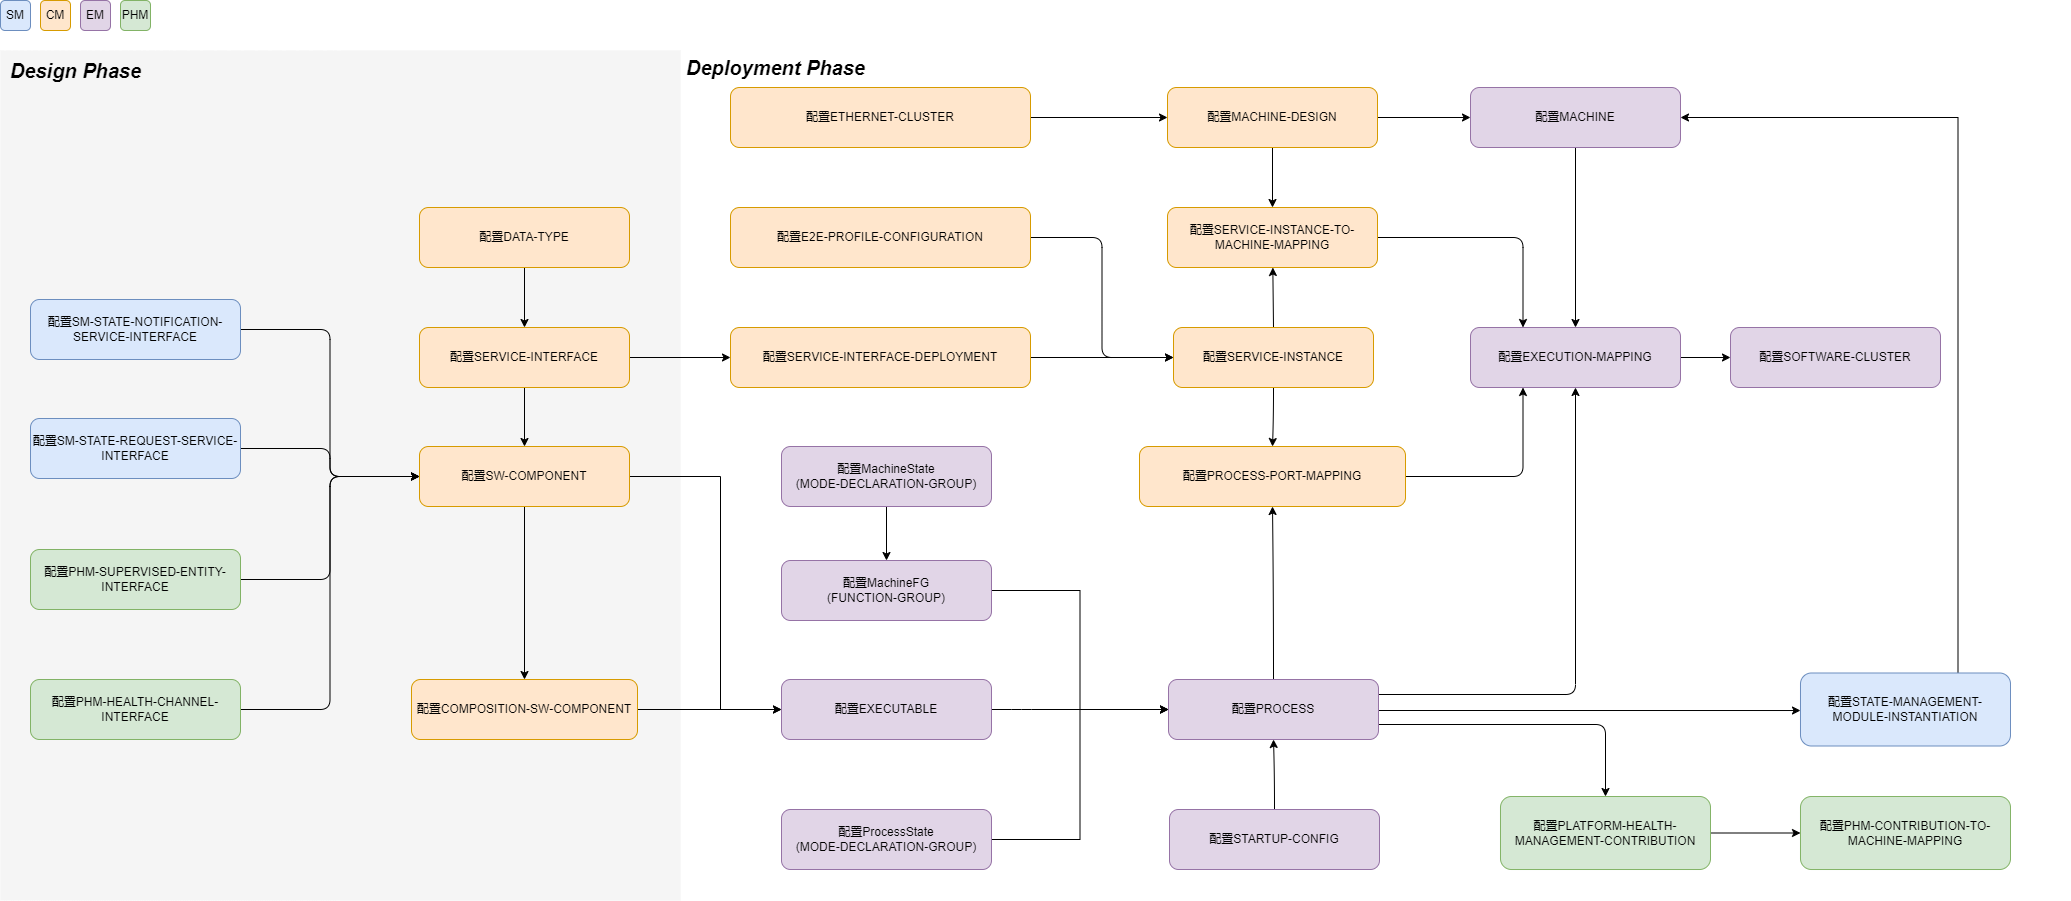 SM
CM
EM
PHM
Design Phase
Deployment Phase
配置ETHERNET-CLUSTER
配置MACHINE-DESIGN
配置MACHINE
配置DATA-TYPE
配置E2E-PROFILE-CONFIGURATION
配置SERVICE-INSTANCE-TO-
MACHINE-MAPPING
配置SM-STATE-NOTIFICATION-
SERVICE-INTERFACE
配置SERVICE-INTERFACE
配置SERVICE-INTERFACE-DEPLOYMENT
配置SERVICE-INSTANCE
配置EXECUTION-MAPPING
配置SOFTWARE-CLUSTER
配置SM-STATE-REQUEST-SERVICE-
INTERFACE
配置SW-COMPONENT
配置MachineState
(MODE-DECLARATION-GROUP)
配置PROCESS-PORT-MAPPING
配置PHM-SUPERVISED-ENTITY-
INTERFACE
配置MachineFG
(FUNCTION-GROUP)
配置PHM-HEALTH-CHANNEL-
INTERFACE
配置COMPOSITION-SW-COMPONENT
配置EXECUTABLE
配置PROCESS
配置STATE-MANAGEMENT-
MODULE-INSTANTIATION
配置ProcessState
(MODE-DECLARATION-GROUP)
配置STARTUP-CONFIG
配置PLATFORM-HEALTH-
MANAGEMENT-CONTRIBUTION
配置PHM-CONTRIBUTION-TO-
MACHINE-MAPPING